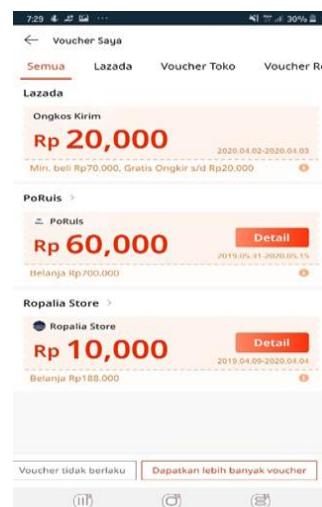 7:29 ... 30%
← Voucher Saya
Semua Lazada Voucher Toko Voucher R
Lazada
Ongkos Kirim
Rp 20,000
2020.04.02-2020.04.03
Min. beli Rp70.000, Gratis Ongkir s/d Rp20.000
PoRuis >
PoRuis
Rp 60,000
Detail
2019.05.31-2020.05.15
Belanja Rp700.000
Ropalia Store >
Ropalia Store
Rp 10,000
Detail
2019.04.09-2020.04.04
Belanja Rp188.000
Voucher tidak berlaku Dapatkan lebih banyak voucher